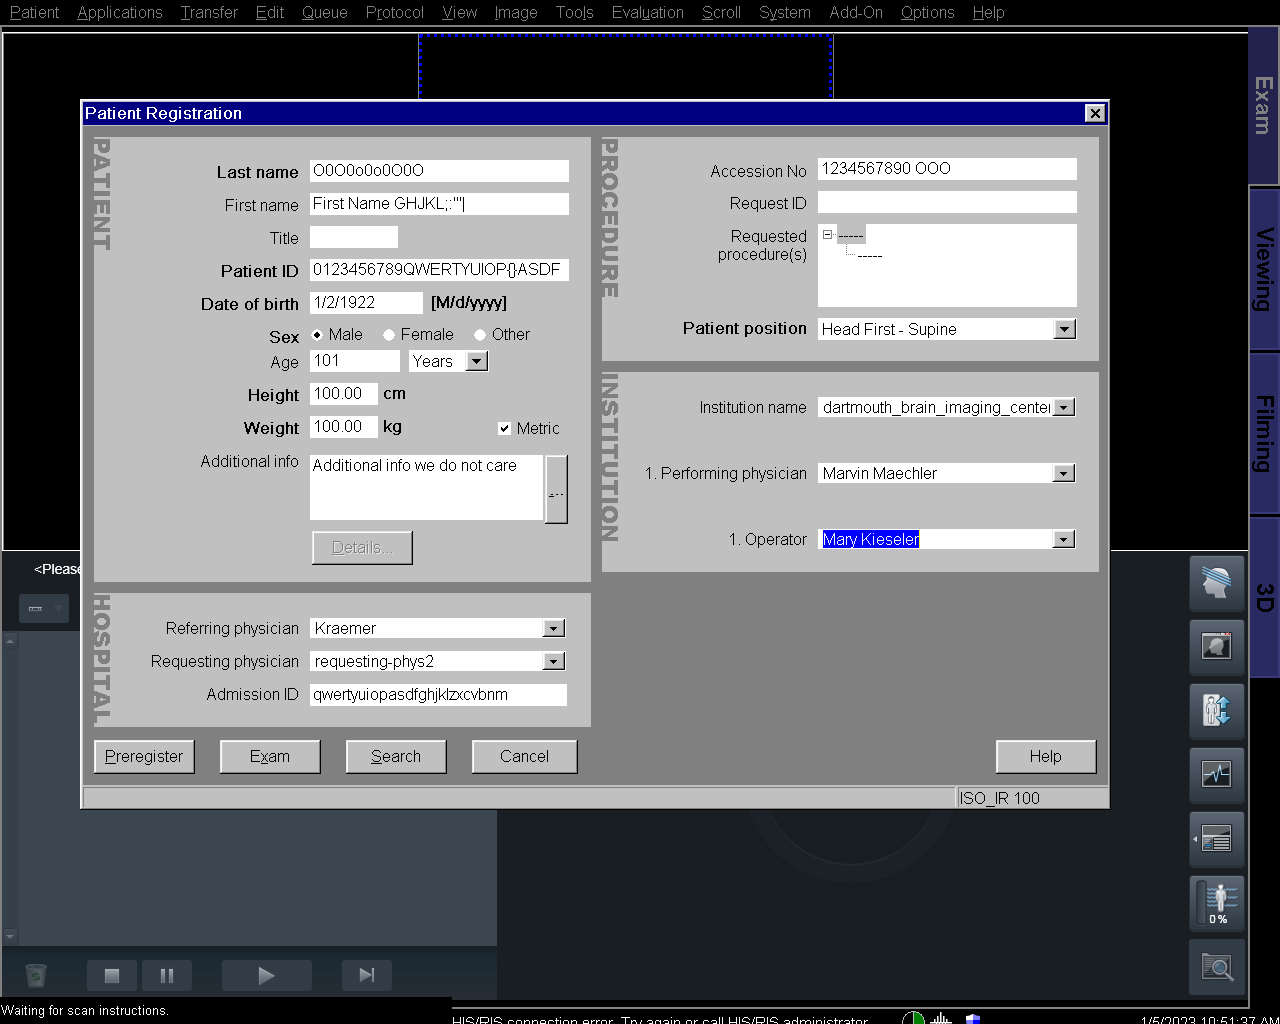 Patient Applications Transfer Edit Queue Protocol View Image Tools Evaluation Scroll System Add-On Options Help
Patient Registration
PATIENT
Last name O0O0o0o0O0O
First name First Name GHJKL;:'"|
Title
Patient ID 0123456789QWERTYUIOP{}ASDF
Date of birth 1/2/1922 [M/d/yyyy]
Sex Male Female Other
Age 101 Years
Height 100.00 cm
Weight 100.00 kg Metric
Additional info Additional info we do not care
...
Details...
HOSPITAL
Referring physician Kraemer
Requesting physician requesting-phys2
Admission ID qwertyuiopasdfghjklzxcvbnm
PROCEDURE
Accession No 1234567890 OOO
Request ID
Requested procedure(s) -----
-----
Patient position Head First - Supine
INSTITUTION
Institution name dartmouth_brain_imaging_center
1. Performing physician Marvin Maechler
1. Operator Mary Kieseler
Preregister Exam Search Cancel Help
ISO_IR 100
Exam
Viewing
Filming
3D
<Please
0 %
Waiting for scan instructions.
HIS/RIS connection error. Try again or call HIS/RIS administrator
1/5/2023 10:51:37 AM